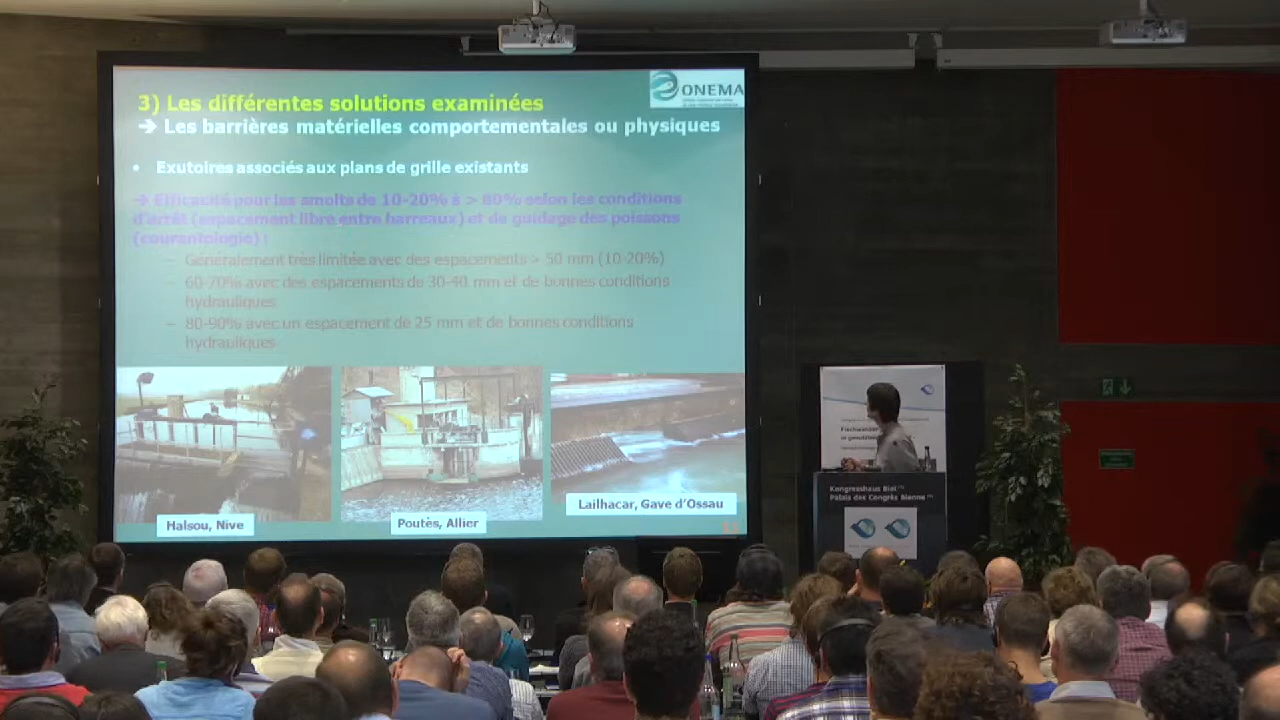 3) Les différentes solutions examinées
ONEMA
→ Les barrières matérielles comportementales ou physiques
• Exutoires associés aux plans de grille existants
→ Efficacité pour les smolts de 10-20% à > 80% selon les conditions
d'arrêt (espacement libre entre barreaux) et de guidage des poissons
(courantologie) :
– Généralement très limitée avec des espacements > 50 mm (10-20%)
– 60-70% avec des espacements de 30-40 mm et de bonnes conditions
hydrauliques
– 80-90% avec un espacement de 25 mm et de bonnes conditions
hydrauliques
Halsou, Nive
Poutès, Allier
Lailhacar, Gave d'Ossau
Kongresshaus Biel
Palais des Congrès Bienne